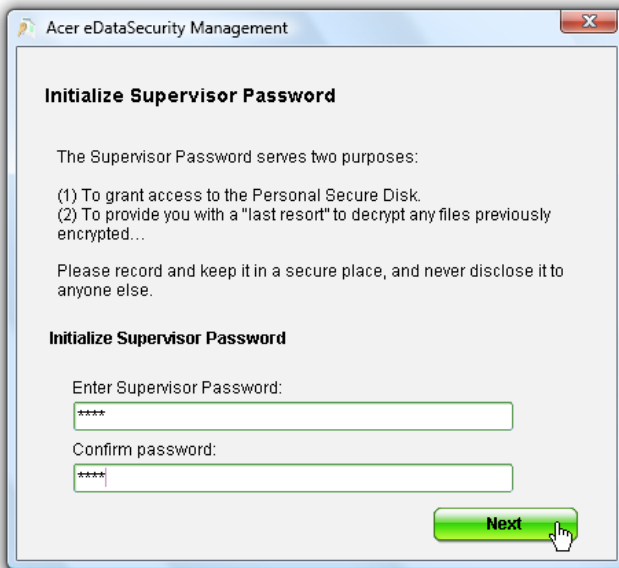 Acer eDataSecurity Management
Initialize Supervisor Password
The Supervisor Password serves two purposes:
(1) To grant access to the Personal Secure Disk.
(2) To provide you with a "last resort" to decrypt any files previously
encrypted...
Please record and keep it in a secure place, and never disclose it to
anyone else.
Initialize Supervisor Password
Enter Supervisor Password:
****
Confirm password:
****
Next